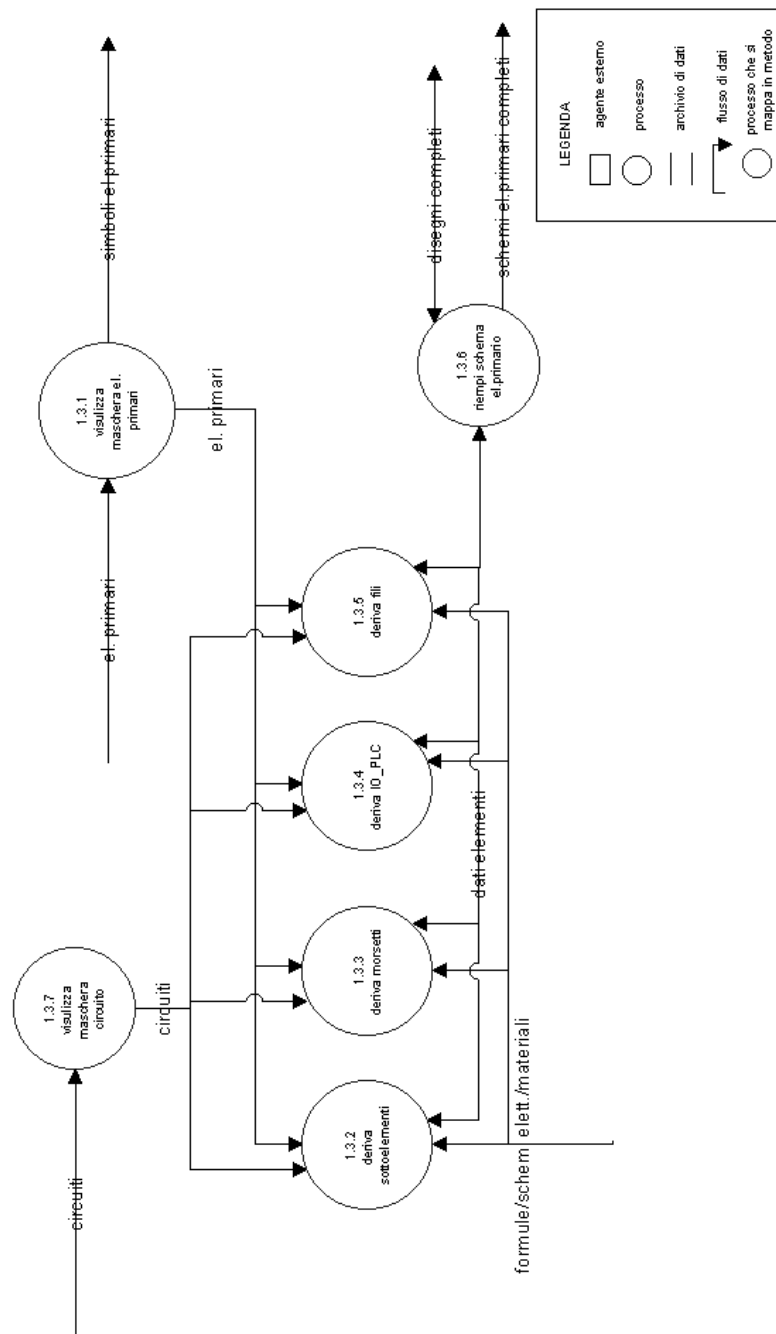 circuiti
1.3.7
visulizza
maschera
circuito
circuiti
el. primari
1.3.1
visulizza
maschera el.
primari
simboli el.primari
el. primari
1.3.2
deriva
sottoelementi
1.3.3
deriva morsetti
1.3.4
deriva IO_PLC
1.3.5
deriva fili
formule/schem elett./materiali
dati elementi
1.3.6
riempi schema
el.primario
disegni completi
schemi el.primari completi
LEGENDA
agente esterno
processo
archivio di dati
flusso di dati
processo che si
mappa in metodo